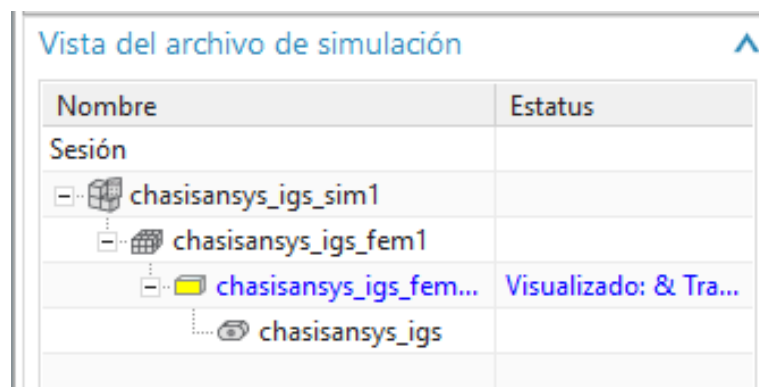 Vista del archivo de simulación
Nombre Estatus
Sesión
chasisansys_igs_sim1
chasisansys_igs_fem1
chasisansys_igs_fem... Visualizado: & Tra...
chasisansys_igs